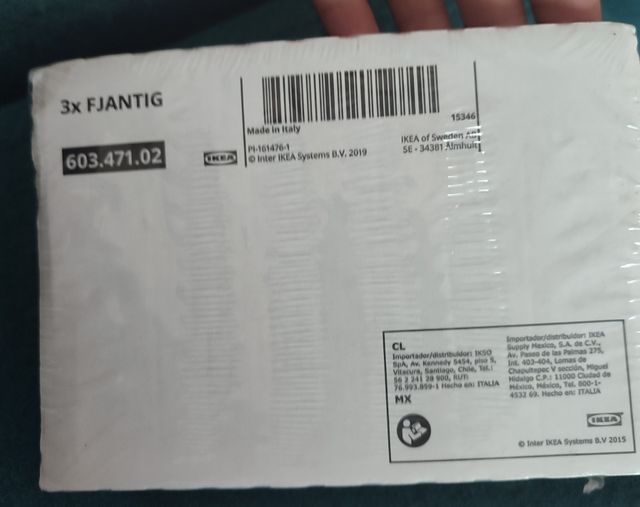 3x FJANTIG
603.471.02
IKEA
15346
Made in Italy
PI-161476-1
© Inter IKEA Systems B.V. 2019
IKEA of Sweden AB
SE - 34381 Älmhult
CL
Importador/distribuidor: IKSO
SpA, Av. Kennedy 5454, piso 5,
Vitacura, Santiago, Chile, Tel.:
56 2 241 28 900, RUT:
76.993.859-1 Hecho en: ITALIA
MX
Importador/distribuidor: IKEA
Supply Mexico, S.A. de C.V.,
Av. Paseo de las Palmas 275,
Int. 403-404, Lomas de
Chapultepec V sección, Miguel
Hidalgo C.P.: 11000 Ciudad de
México, México, Tel. 800-1-
4532 69. Hecho en: ITALIA
IKEA
© Inter IKEA Systems B.V 2015